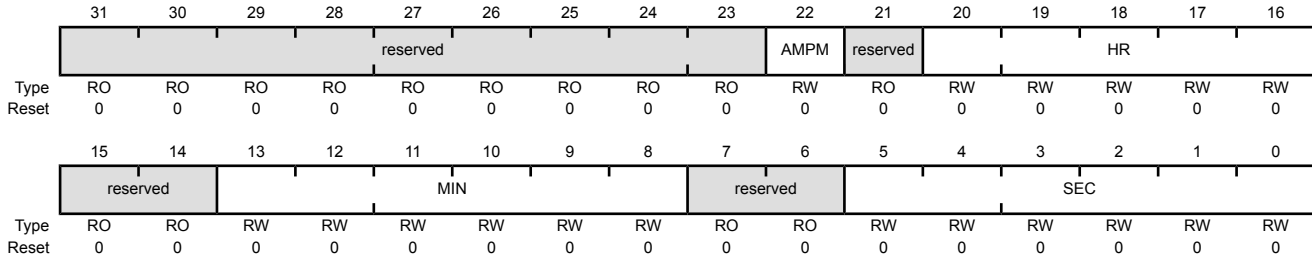 31 30 29 28 27 26 25 24 23 22 21 20 19 18 17 16
reserved AMPM reserved HR
Type RO RO RO RO RO RO RO RO RO RW RO RW RW RW RW RW
Reset 0 0 0 0 0 0 0 0 0 0 0 0 0 0 0 0
15 14 13 12 11 10 9 8 7 6 5 4 3 2 1 0
reserved MIN reserved SEC
Type RO RO RW RW RW RW RW RW RO RO RW RW RW RW RW RW
Reset 0 0 0 0 0 0 0 0 0 0 0 0 0 0 0 0